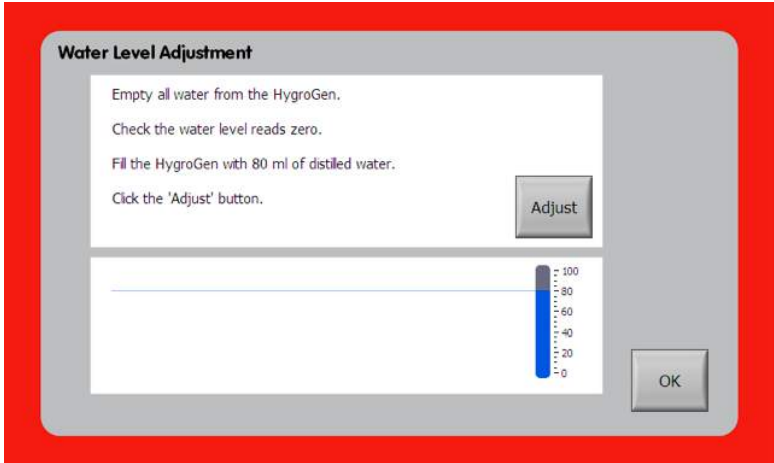 Water Level Adjustment
Empty all water from the HygroGen.
Check the water level reads zero.
Fill the HygroGen with 80 ml of distilled water.
Click the 'Adjust' button.
Adjust
100
80
60
40
20
0
OK